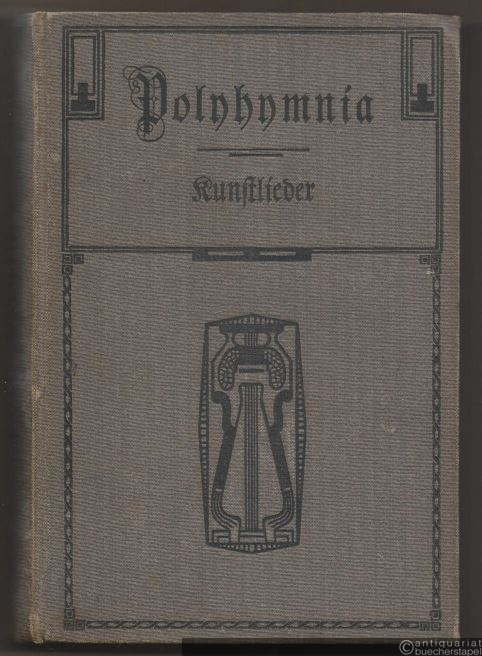 Polyhymnia
Kunstlieder
©antiquariat
buecherstapel